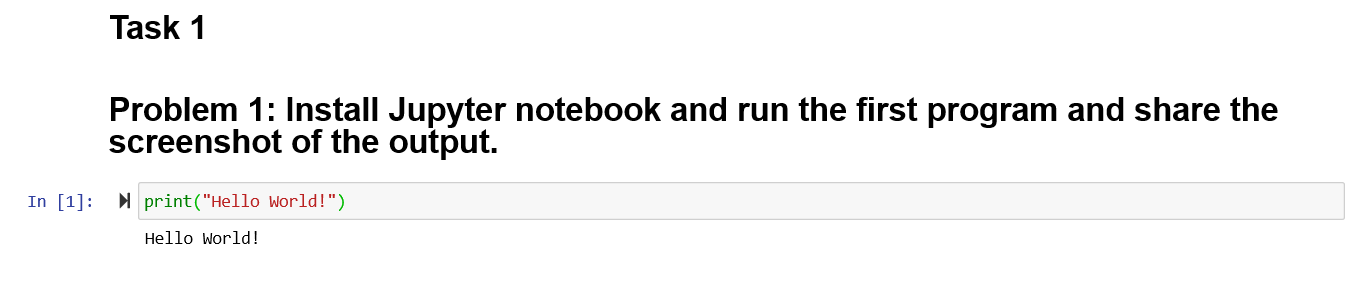 Task 1
Problem 1: Install Jupyter notebook and run the first program and share the
screenshot of the output.
In [1]: print("Hello World!")
Hello World!